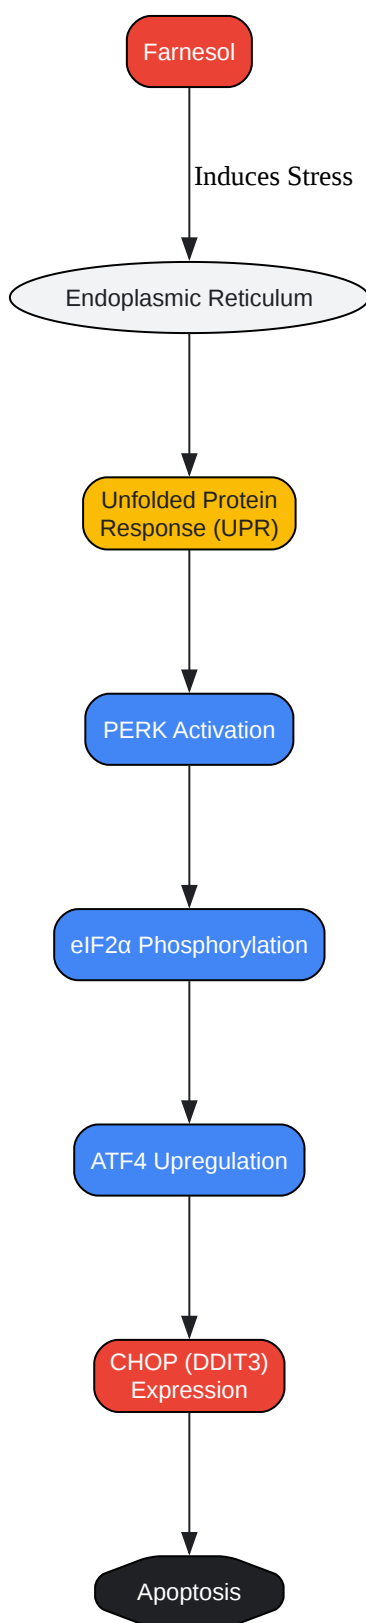 Farnesol
Induces Stress
Endoplasmic Reticulum
Unfolded Protein
Response (UPR)
PERK Activation
eIF2α Phosphorylation
ATF4 Upregulation
CHOP (DDIT3)
Expression
Apoptosis